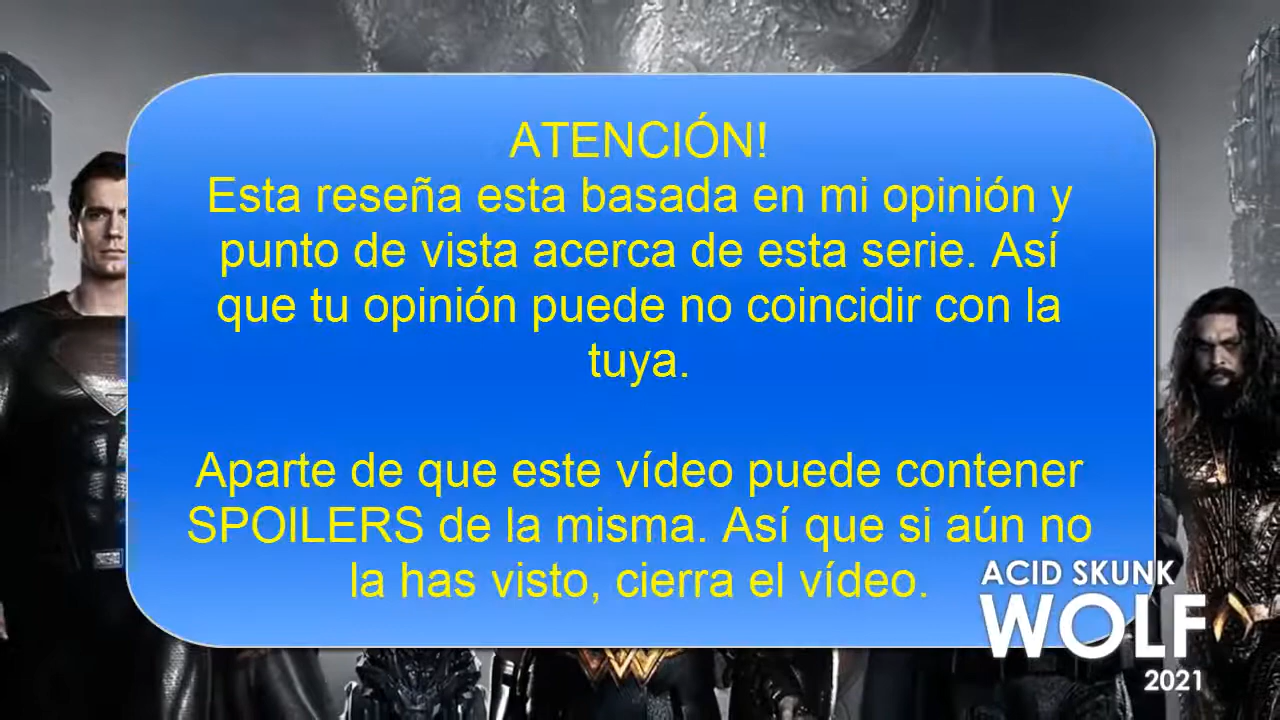 ATENCIÓN!
Esta reseña esta basada en mi opinión y
punto de vista acerca de esta serie. Así
que tu opinión puede no coincidir con la
tuya.
Aparte de que este vídeo puede contener
SPOILERS de la misma. Así que si aún no
la has visto, cierra el vídeo.
ACID SKUNK
WOLF
2021